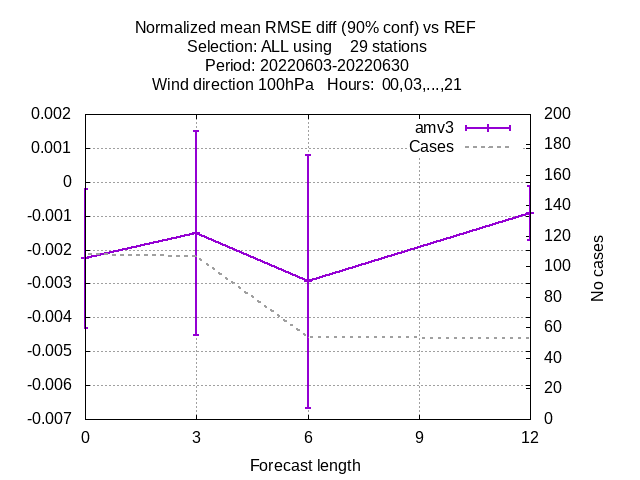 Normalized mean RMSE diff (90% conf) vs REF
Selection: ALL using    29 stations
Period: 20220603-20220630
Wind direction 100hPa   Hours:  00,03,...,21
amv3
Cases
0.002
0.001
0
-0.001
-0.002
-0.003
-0.004
-0.005
-0.006
-0.007
200
180
160
140
120
100
80
60
40
20
0
No cases
0 3 6 9 12
Forecast length